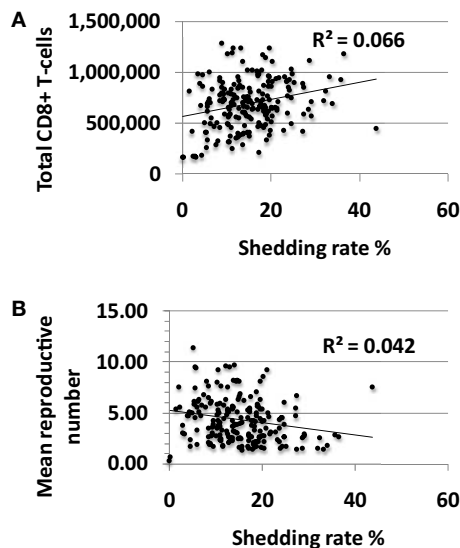 A
1,500,000
R² = 0.066
1,000,000
500,000
0
Total CD8+ T-cells
0 20 40 60
Shedding rate %
B
15.00
R² = 0.042
10.00
5.00
0.00
Mean reproductive
number
0 20 40 60
Shedding rate %